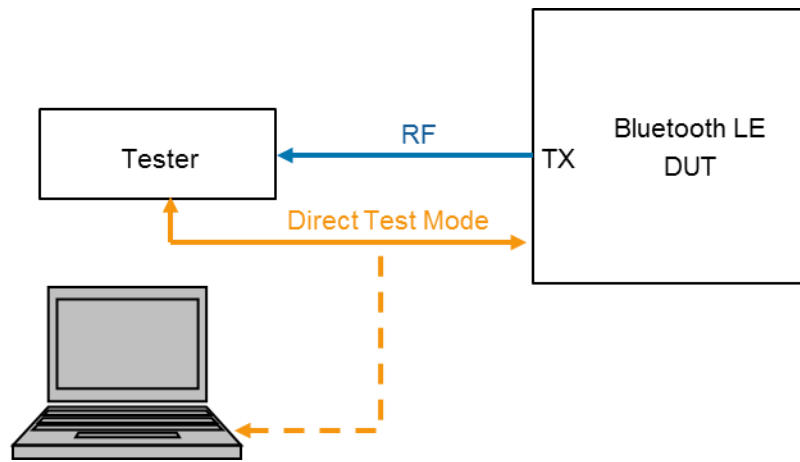 RF
Tester
TX
Bluetooth LE
DUT
Direct Test Mode